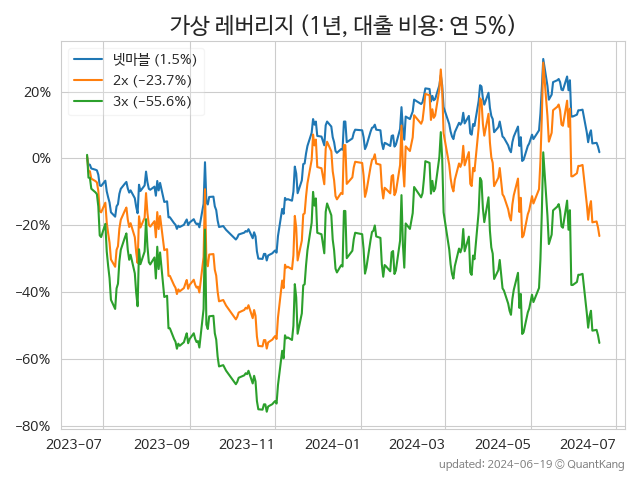 가상 레버리지 (1년, 대출 비용: 연 5%)
넷마블 (1.5%)
2x (−23.7%)
3x (−55.6%)
20%
0%
−20%
−40%
−60%
−80%
2023-07 2023-09 2023-11 2024-01 2024-03 2024-05 2024-07
updated: 2024-06-19 © QuantKang